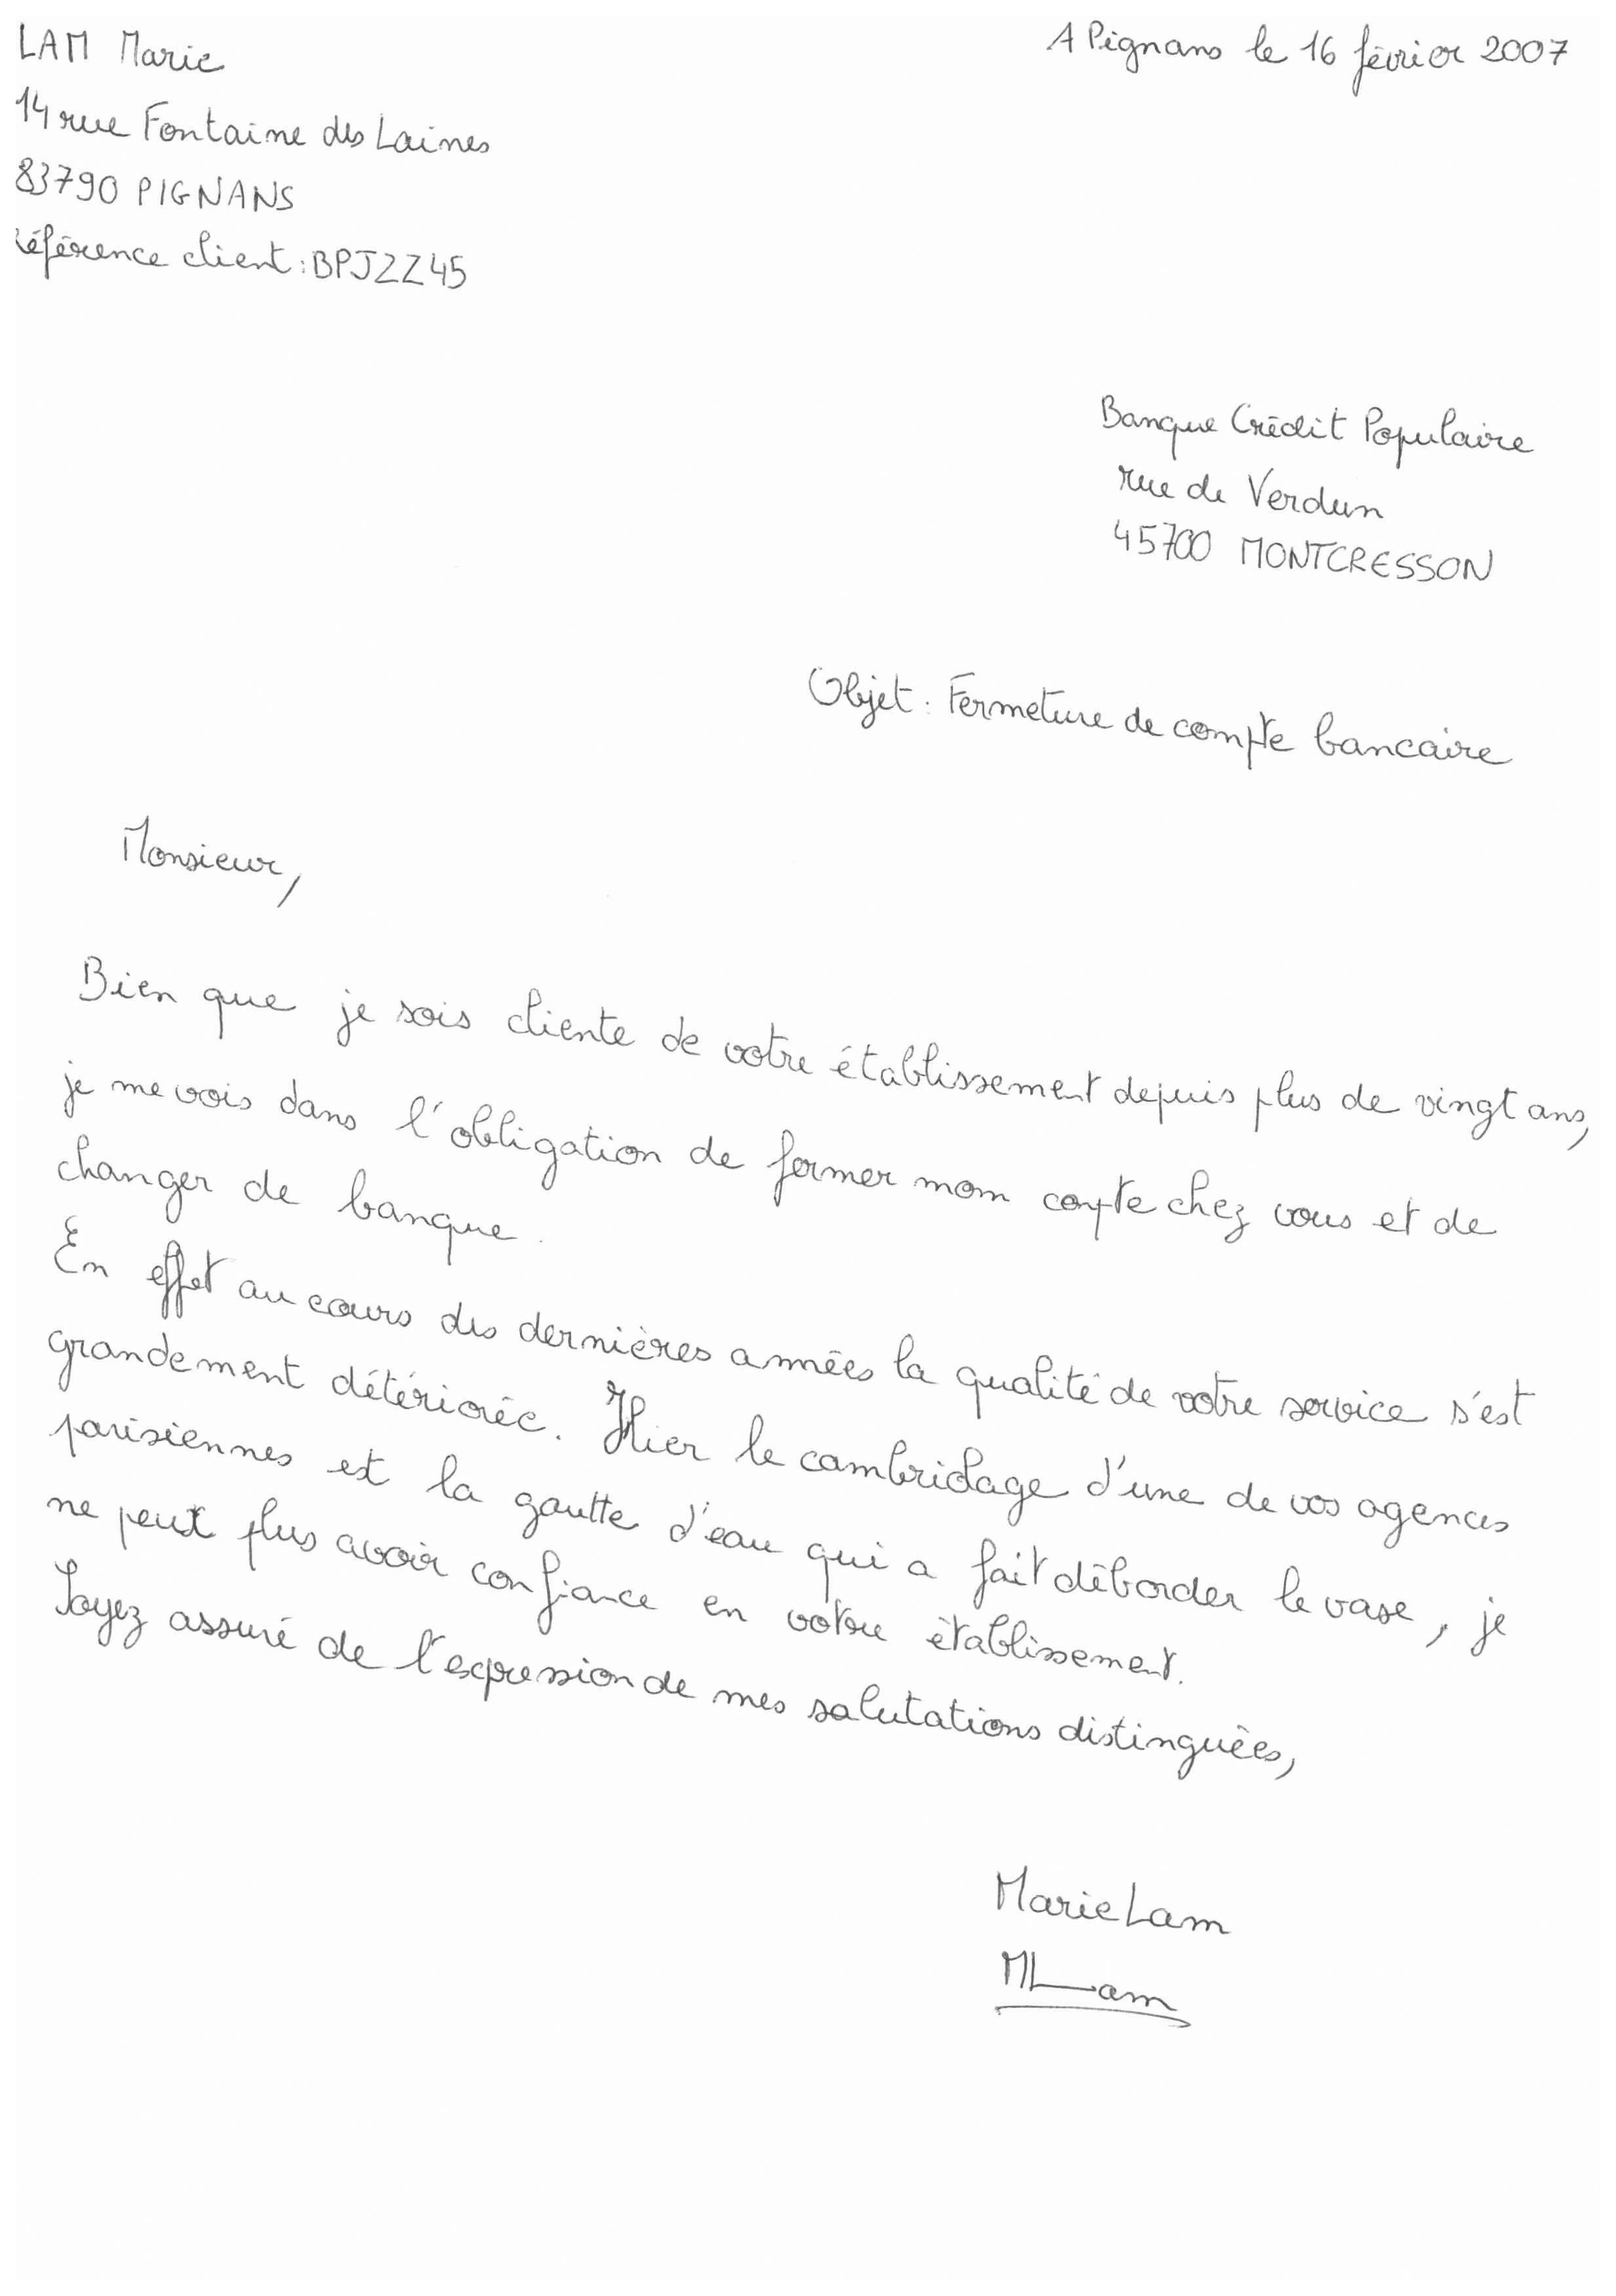 LAM Marie
A Pignans le 16 février 2007
14 rue Fontaine des Laines
83790 PIGNANS
référence client : BPJZZ45
Banque Crédit Populaire
rue de Verdun
45700 MONTCRESSON
Objet : Fermeture de compte bancaire
Monsieur,
Bien que je sois cliente de votre établissement depuis plus de vingt ans,
je me vois dans l'obligation de fermer mom compte chez vous et de
changer de banque.
En effet au cours des dernières années la qualité de votre service s'est
grandement détériorée. Hier le cambridage d'une de vos agences
parisiennes est la goutte d'eau qui a fait déborder le vase, je
ne peux plus avoir confiance en votre établissement.
Soyez assuré de l'expression de mes salutations distinguées,
Marie Lam
MLam